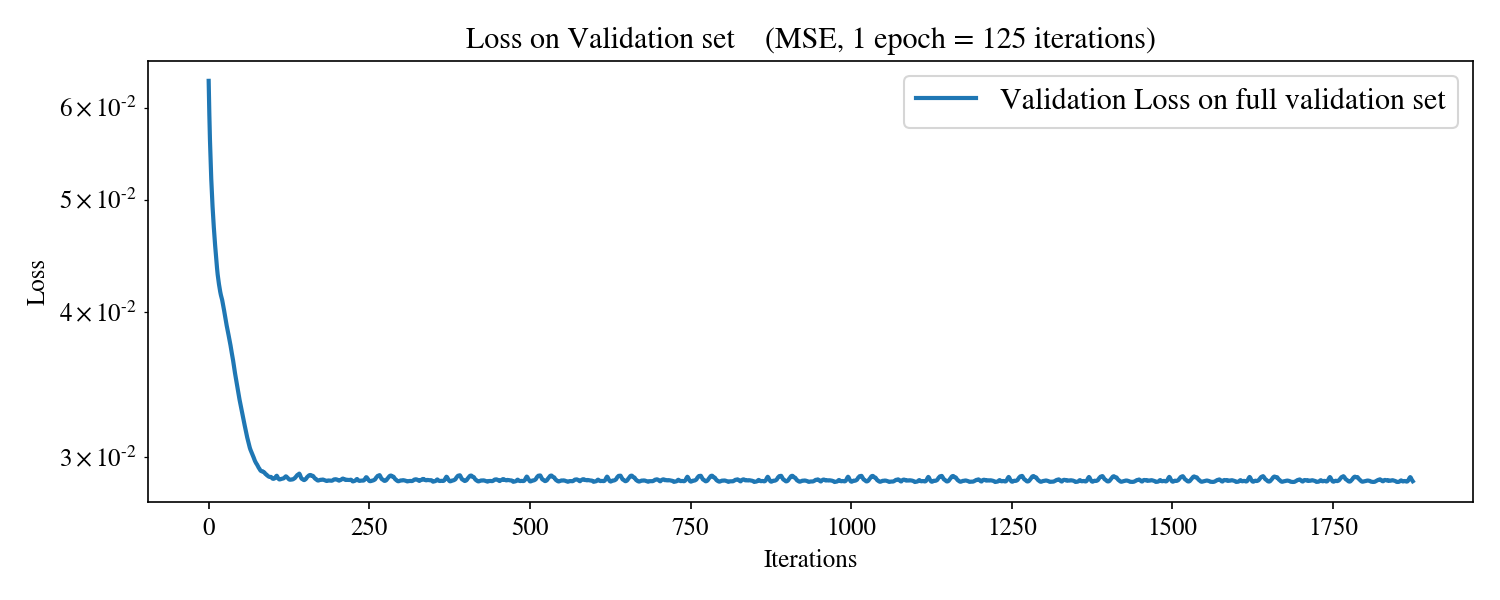 Loss on Validation set (MSE, 1 epoch = 125 iterations)
Validation Loss on full validation set
6×10⁻²
5×10⁻²
4×10⁻²
3×10⁻²
Loss
0 250 500 750 1000 1250 1500 1750
Iterations